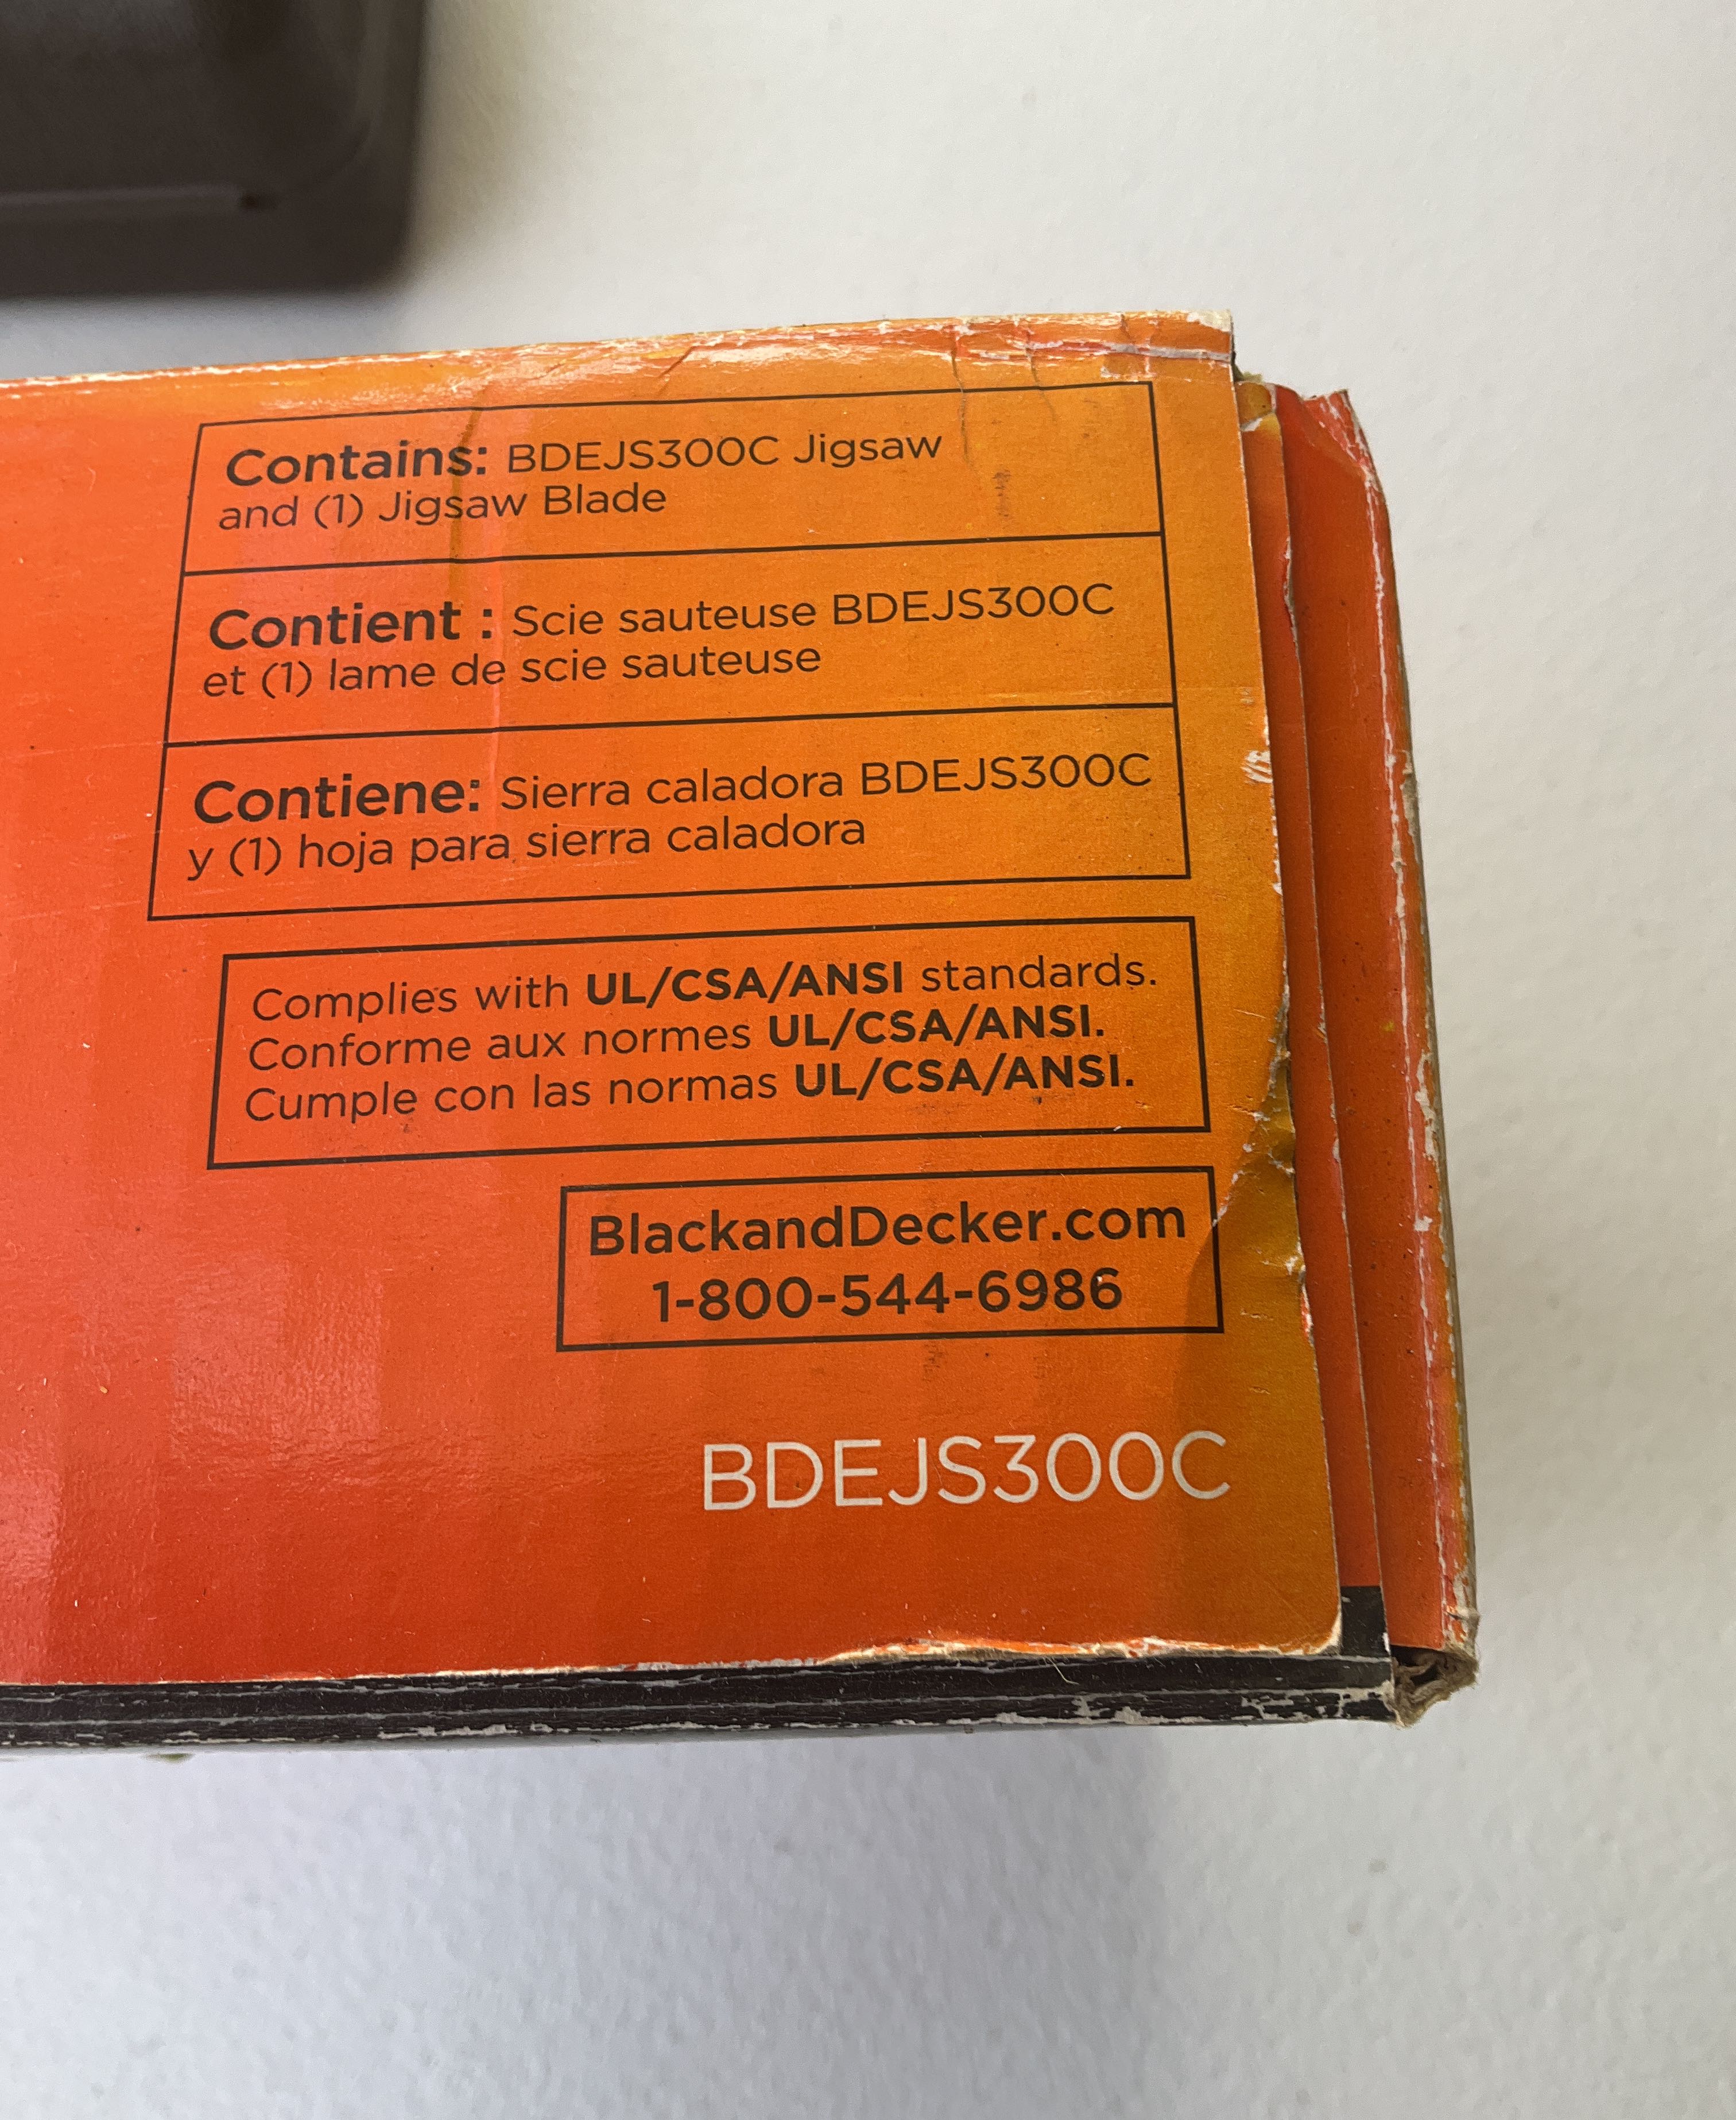 Contains: BDEJS300C Jigsaw
and (1) Jigsaw Blade
Contient : Scie sauteuse BDEJS300C
et (1) lame de scie sauteuse
Contiene: Sierra caladora BDEJS300C
y (1) hoja para sierra caladora
Complies with UL/CSA/ANSI standards.
Conforme aux normes UL/CSA/ANSI.
Cumple con las normas UL/CSA/ANSI.
BlackandDecker.com
1-800-544-6986
BDEJS300C